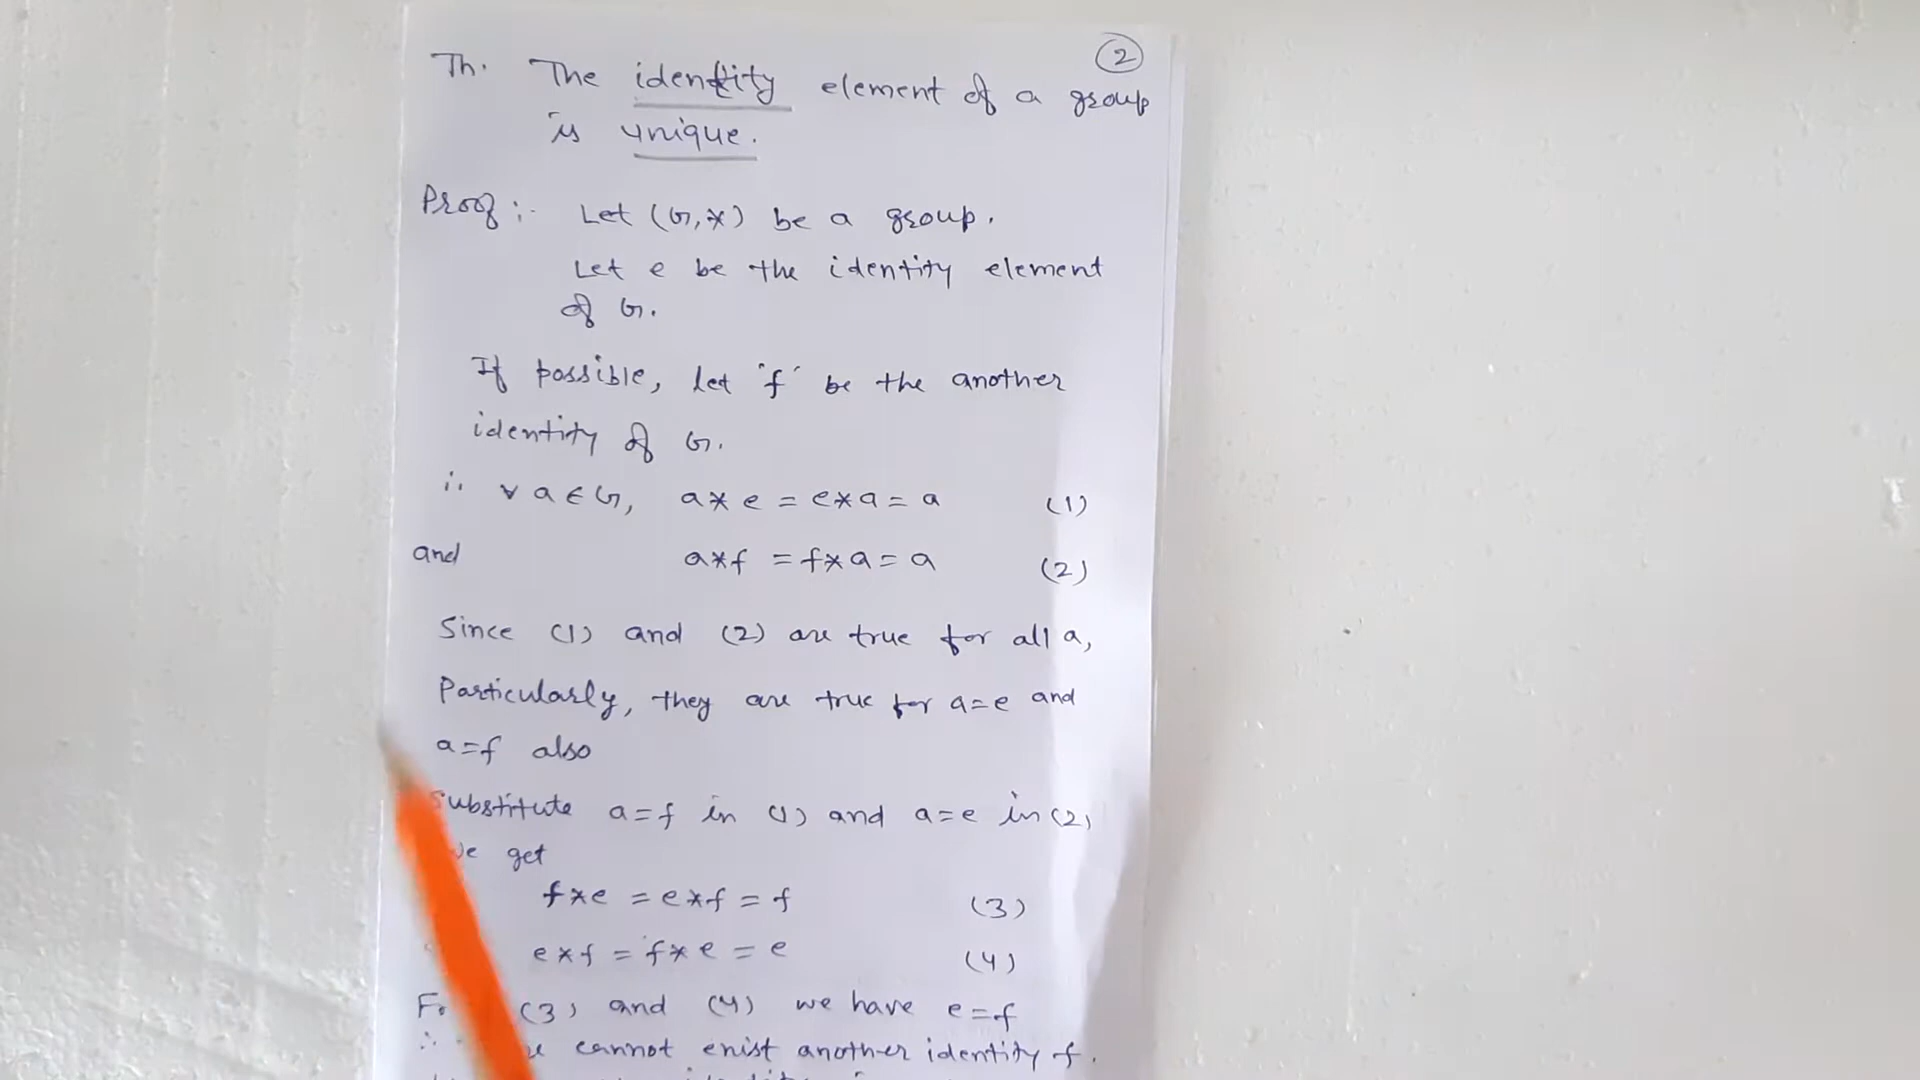 ②
Th. The identity element of a group
is unique.
Proof :- Let (G,*) be a group.
Let e be the identity element
of G.
If possible, let 'f' be the another
identity of G.
∴ ∀ a ∈ G, a * e = e * a = a (1)
and a * f = f * a = a (2)
Since (1) and (2) are true for all a,
Particularly, they are true for a=e and
a=f also
Substitute a=f in (1) and a=e in (2)
we get
f * e = e * f = f (3)
e * f = f * e = e (4)
(3) and (4) we have e=f
∴ cannot exist another identity f.